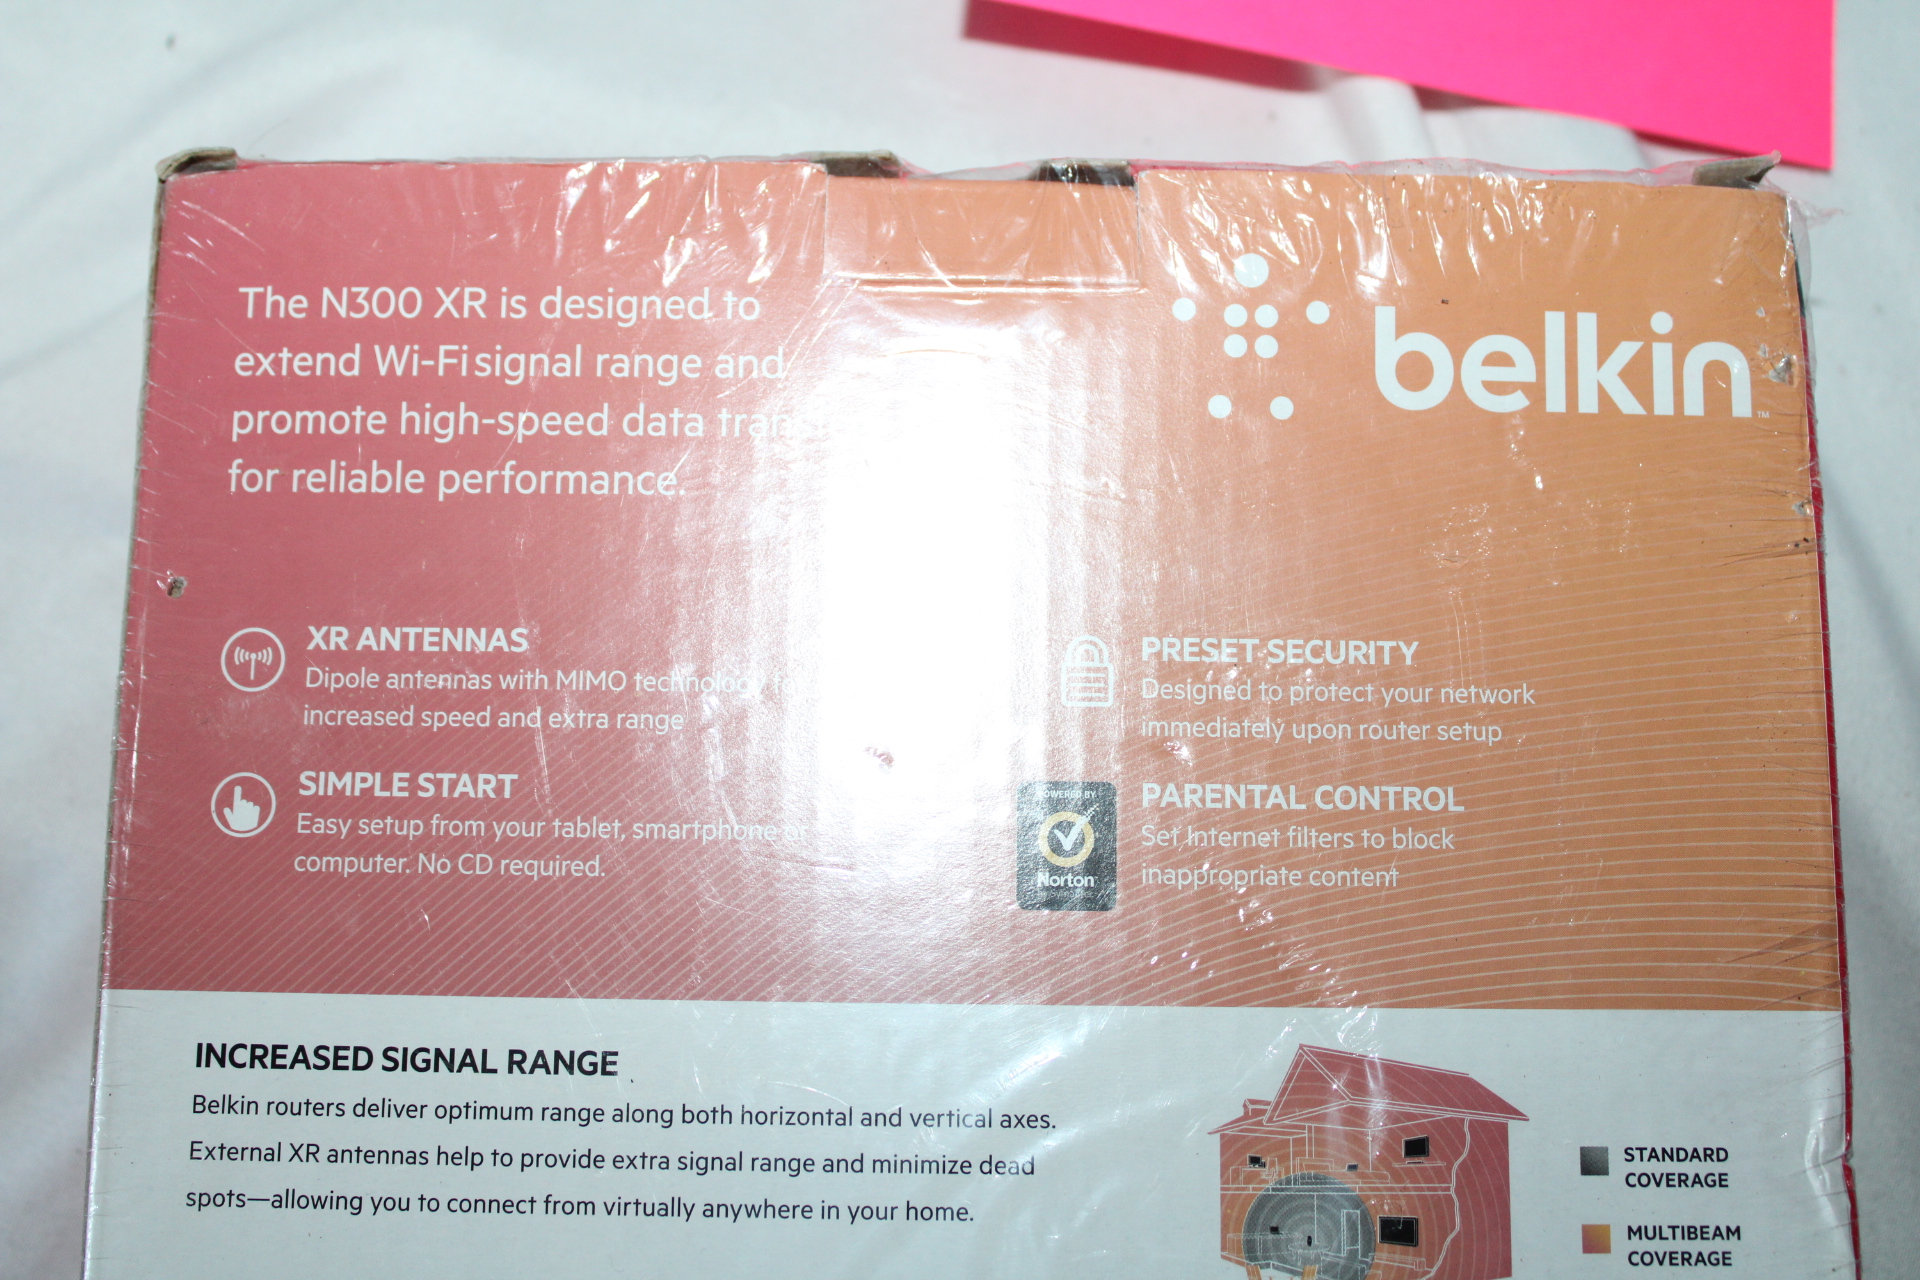 The N300 XR is designed to
extend Wi-Fi signal range and
promote high-speed data
for reliable performance.
belkin™
XR ANTENNAS
Dipole antennas with MIMO technology
increased speed and extra range
SIMPLE START
Easy setup from your tablet, smartphone or
computer. No CD required.
PRESET SECURITY
Designed to protect your network
immediately upon router setup
POWERED BY
Norton
PARENTAL CONTROL
Set Internet filters to block
inappropriate content
INCREASED SIGNAL RANGE
Belkin routers deliver optimum range along both horizontal and vertical axes.
External XR antennas help to provide extra signal range and minimize dead
spots—allowing you to connect from virtually anywhere in your home.
STANDARD
COVERAGE
MULTIBEAM
COVERAGE